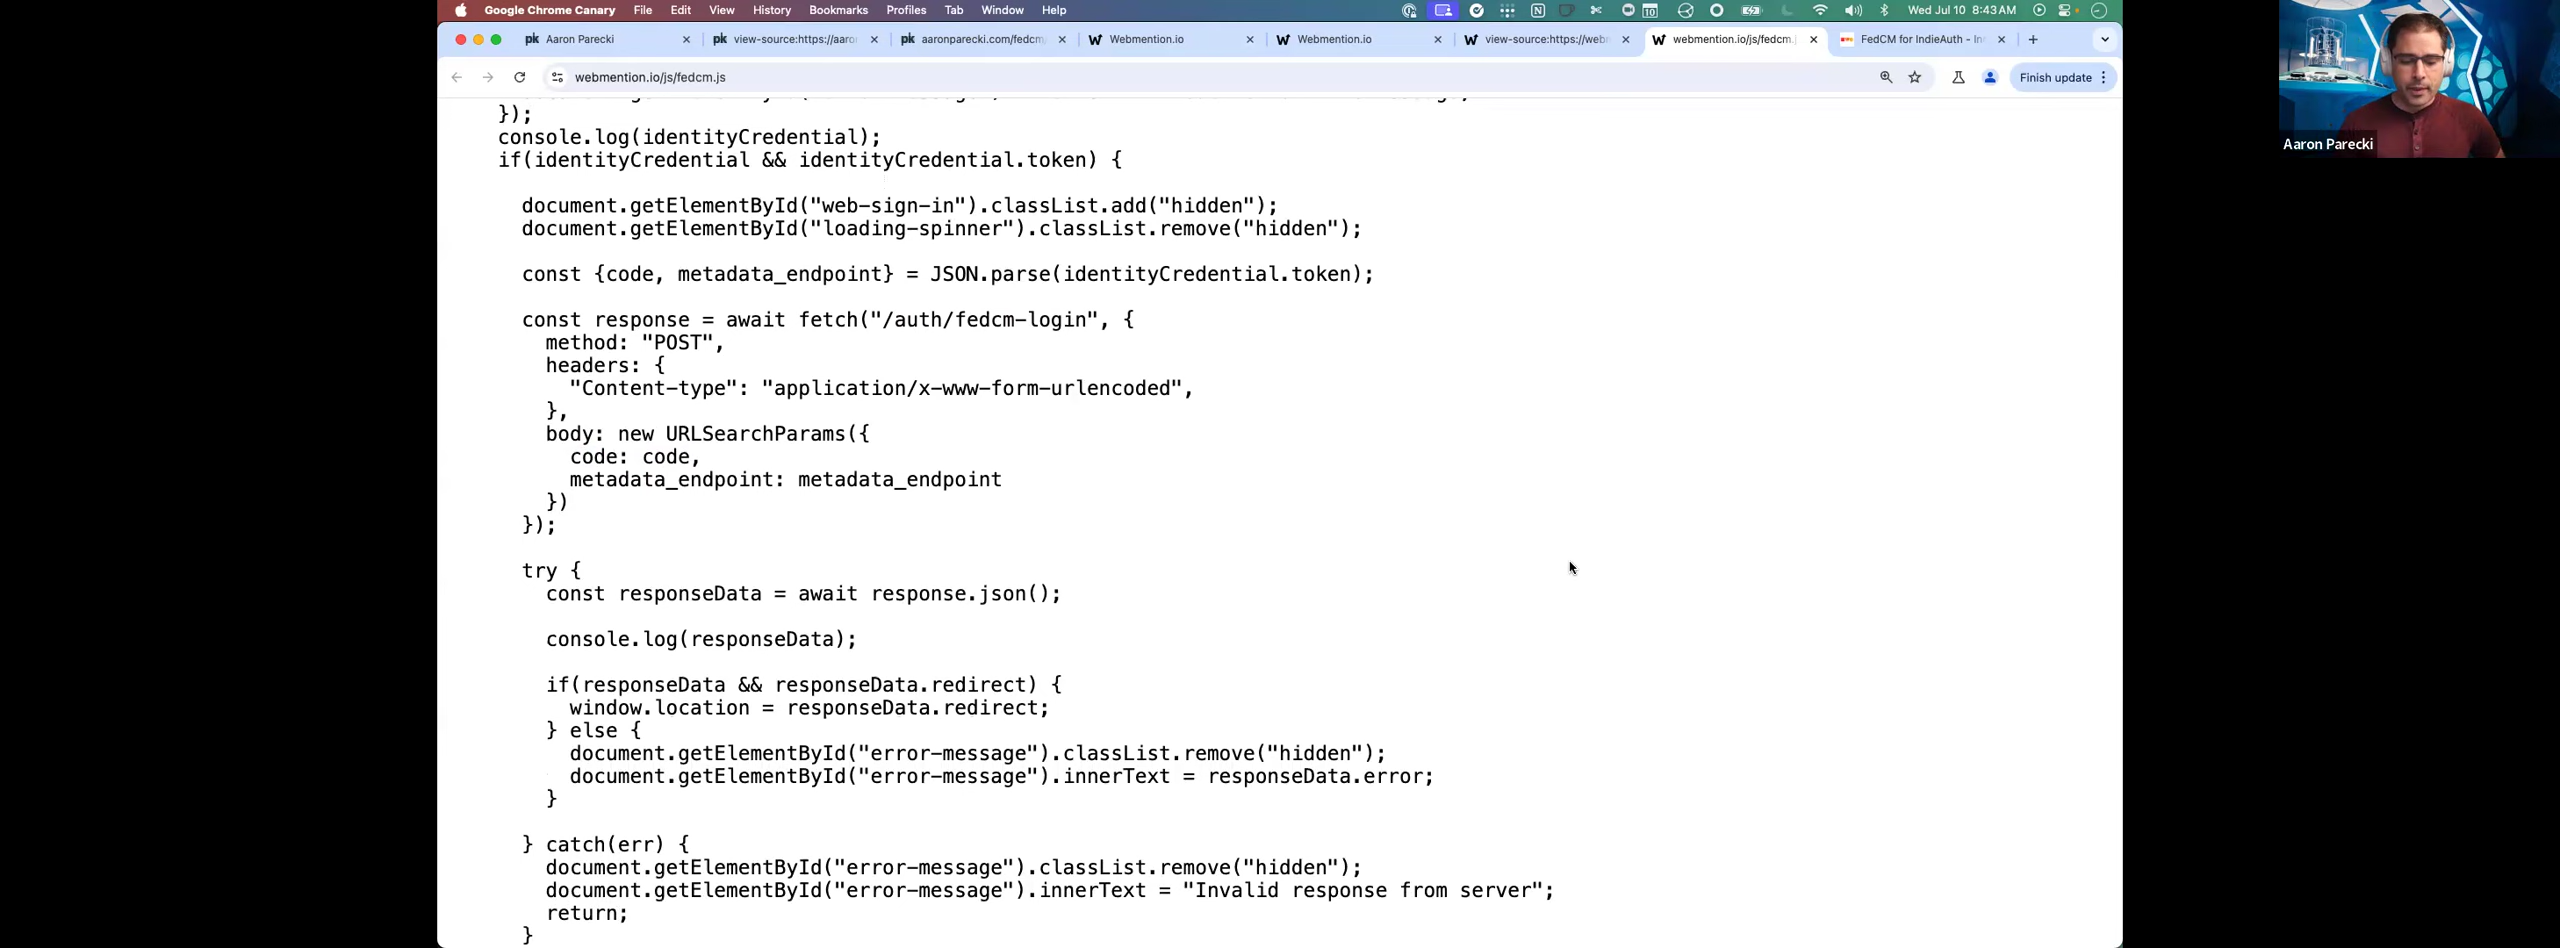 Google Chrome Canary File Edit View History Bookmarks Profiles Tab Window Help Wed Jul 10 8:43 AM
pk Aaron Parecki pk view-source:https://aaro pk aaronparecki.com/fedcm Webmention.io Webmention.io view-source:https://webm webmention.io/js/fedcm. FedCM for IndieAuth - In
webmention.io/js/fedcm.js Finish update
Aaron Parecki
});
console.log(identityCredential);
if(identityCredential && identityCredential.token) {
document.getElementById("web-sign-in").classList.add("hidden");
document.getElementById("loading-spinner").classList.remove("hidden");
const {code, metadata_endpoint} = JSON.parse(identityCredential.token);
const response = await fetch("/auth/fedcm-login", {
method: "POST",
headers: {
"Content-type": "application/x-www-form-urlencoded",
},
body: new URLSearchParams({
code: code,
metadata_endpoint: metadata_endpoint
})
});
try {
const responseData = await response.json();
console.log(responseData);
if(responseData && responseData.redirect) {
window.location = responseData.redirect;
} else {
document.getElementById("error-message").classList.remove("hidden");
document.getElementById("error-message").innerText = responseData.error;
}
} catch(err) {
document.getElementById("error-message").classList.remove("hidden");
document.getElementById("error-message").innerText = "Invalid response from server";
return;
}